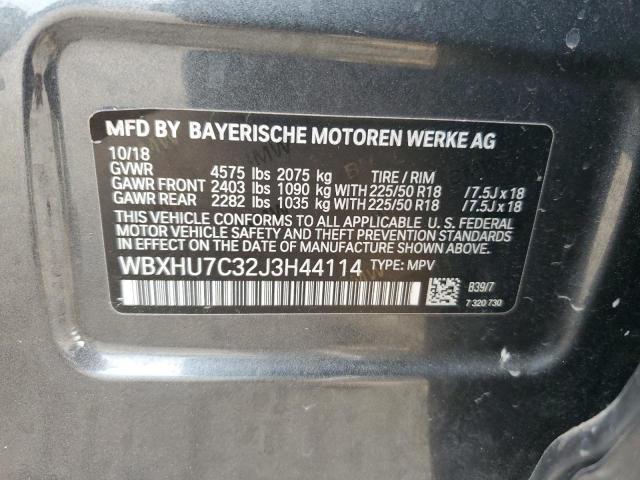 MFD BY BAYERISCHE MOTOREN WERKE AG
10/18
GVWR 4575 lbs 2075 kg TIRE / RIM
GAWR FRONT 2403 lbs 1090 kg WITH 225/50 R18 /7.5J x 18
GAWR REAR 2282 lbs 1035 kg WITH 225/50 R18 /7.5J x 18
THIS VEHICLE CONFORMS TO ALL APPLICABLE U.S. FEDERAL
MOTOR VEHICLE SAFETY AND THEFT PREVENTION STANDARDS
IN EFFECT ON THE DATE OF MANUFACTURE SHOWN ABOVE.
WBXHU7C32J3H44114 TYPE: MPV
B39/7
7 320 730